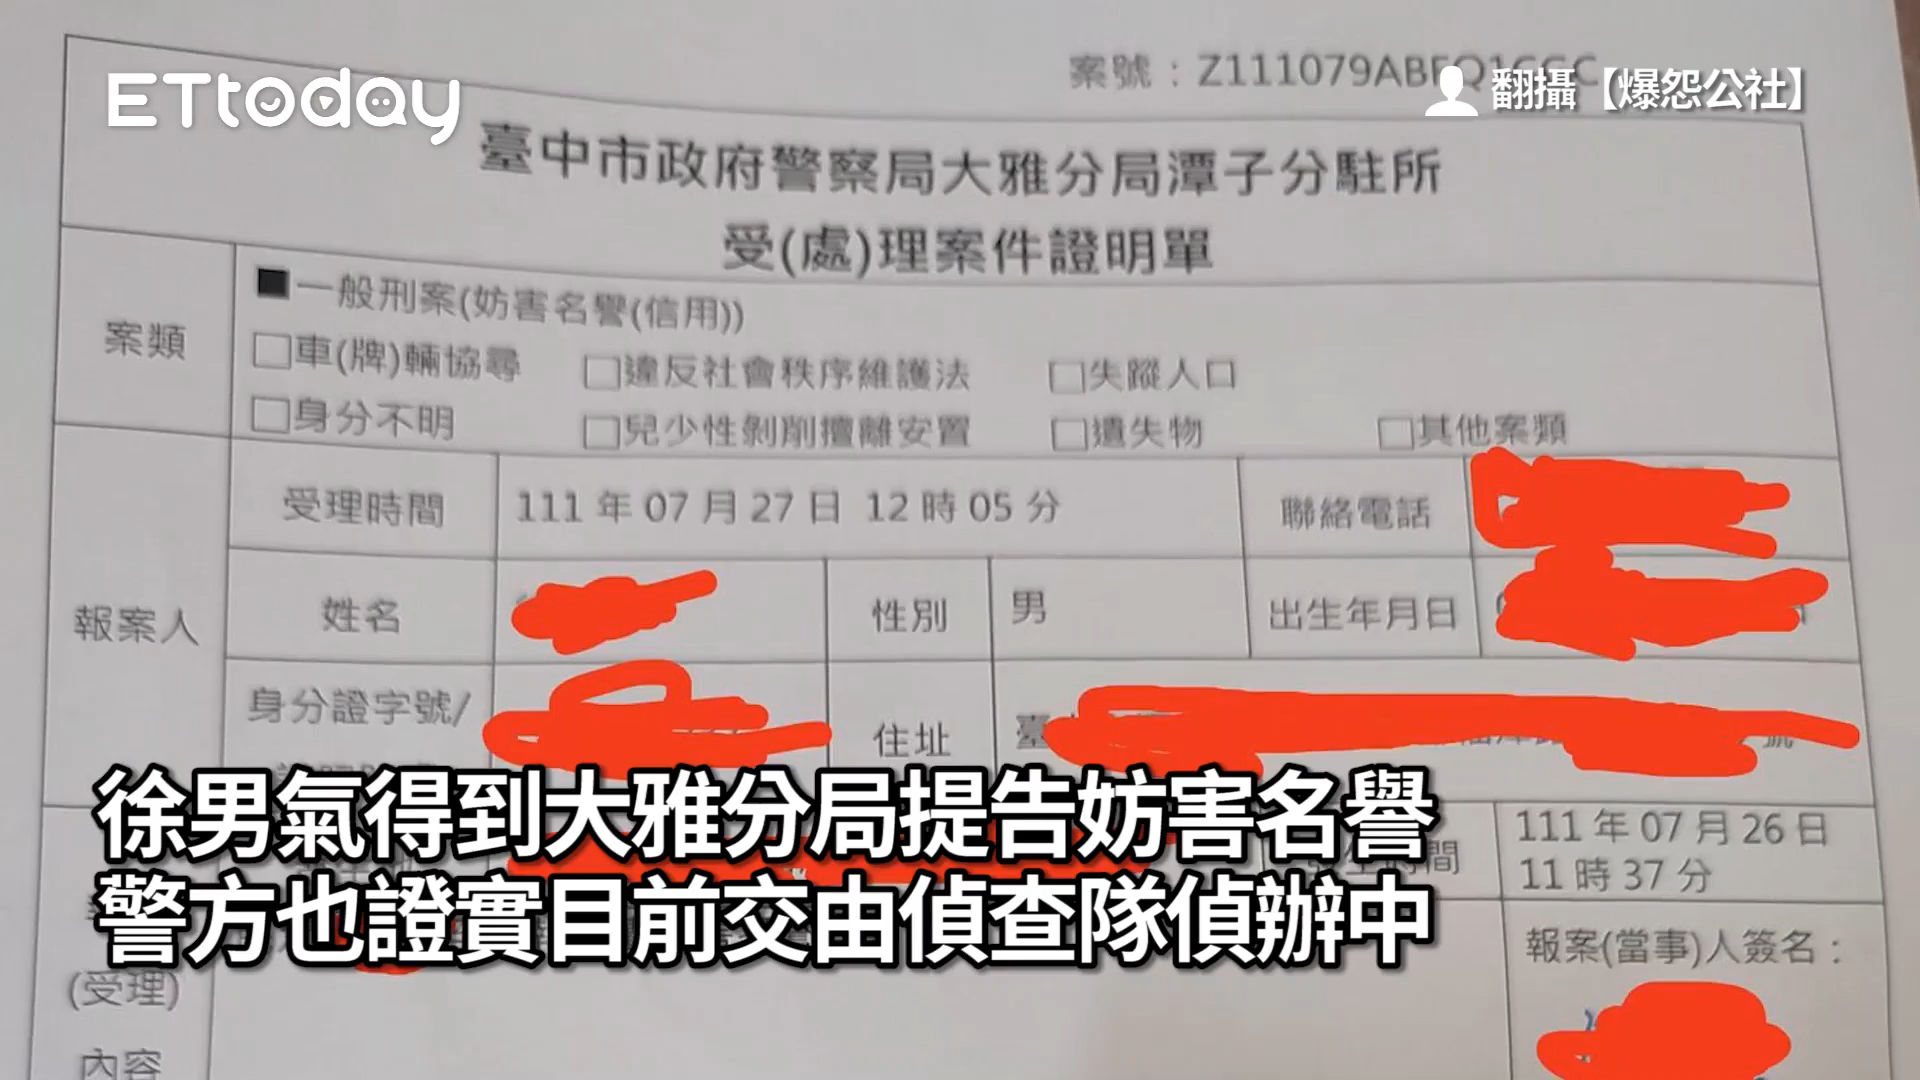 案號：Z111079AB
ETtoday
翻攝【爆怨公社】
臺中市政府警察局大雅分局潭子分駐所
受(處)理案件證明單
案類
■一般刑案(妨害名譽(信用))
□車(牌)輛協尋 □違反社會秩序維護法 □失蹤人口
□身分不明 □兒少性剝削擅離安置 □遺失物 □其他案類
報案人
受理時間 111 年 07 月 27 日 12 時 05 分 聯絡電話
姓名 性別 男 出生年月日
身分證字號/ 住址 臺
徐男氣得到大雅分局提告妨害名譽
警方也證實目前交由偵查隊偵辦中
111 年 07 月 26 日
11 時 37 分
(受理)
內容
報案(當事)人簽名：